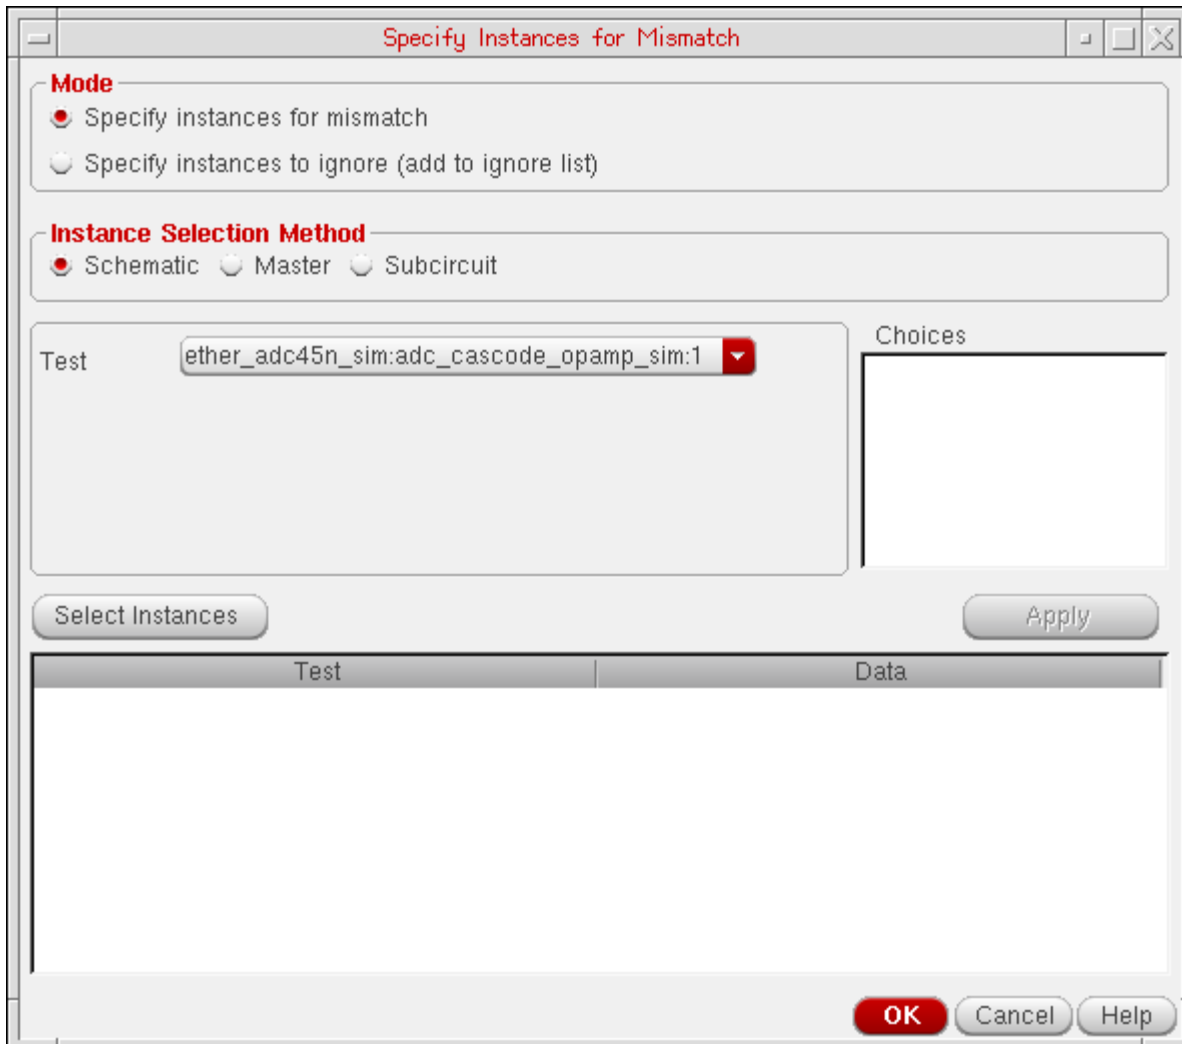 Specify Instances for Mismatch
Mode
Specify instances for mismatch
Specify instances to ignore (add to ignore list)
Instance Selection Method
Schematic Master Subcircuit
Test ether_adc45n_sim:adc_cascode_opamp_sim:1
Choices
Select Instances Apply
Test Data
OK Cancel Help